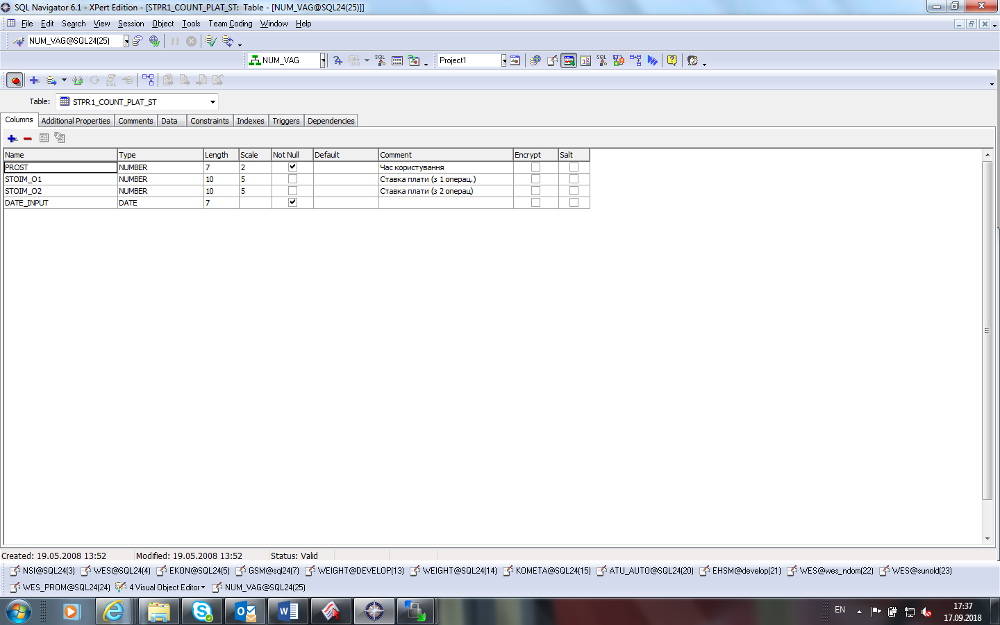 SQL Navigator 6.1 - XPert Edition - [STPR1_COUNT_PLAT_ST:  Table - [NUM_VAG@SQL24(25)]]
File Edit Search View Session Object Tools Team Coding Window Help
NUM_VAG@SQL24(25)
NUM_VAG Project1
Table: STPR1_COUNT_PLAT_ST
Columns Additional Properties Comments Data Constraints Indexes Triggers Dependencies
Name Type Length Scale Not Null Default Comment Encrypt Salt
PROST NUMBER 7 2 Час користування
STOIM_O1 NUMBER 10 5 Ставка плати (з 1 операц.)
STOIM_O2 NUMBER 10 5 Ставка плати (з 2 операц)
DATE_INPUT DATE 7
Created: 19.05.2008 13:52 Modified: 19.05.2008 13:52 Status: Valid
NSI@SQL24(3) WES@SQL24(4) EKON@SQL24(5) GSM@sql24(7) WEIGHT@DEVELOP(13) WEIGHT@SQL24(14) KOMETA@SQL24(15) ATU_AUTO@SQL24(20) EHSM@develop(21) WES@wes_ndom(22) WES@sunold(23)
WES_PROM@SQL24(24) 4 Visual Object Editor NUM_VAG@SQL24(25)
EN 17:37
17.09.2018